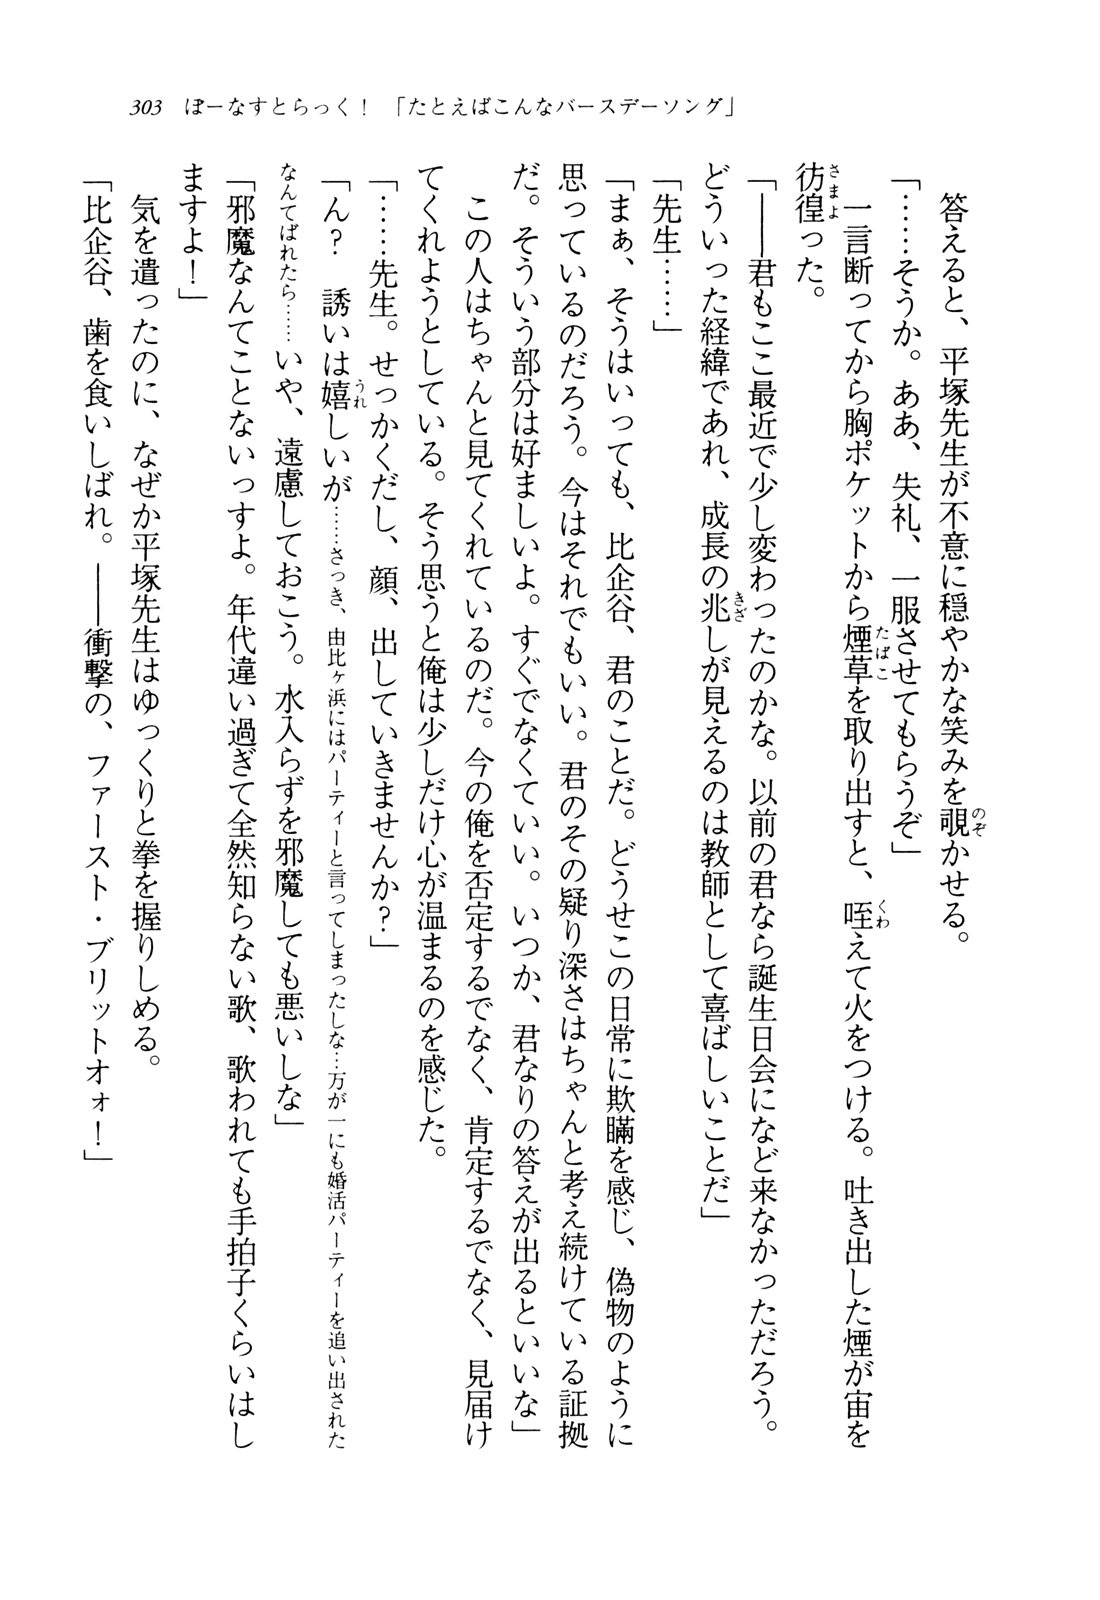 303 ぼーなすとらっく！ 「たとえばこんなバースデーソング」
答えると、平塚先生が不意に穏やかな笑みを覗かせる。
「……そうか。ああ、失礼、一服させてもらうぞ」
一言断ってから胸ポケットから煙草を取り出すと、咥えて火をつける。吐き出した煙が宙を
彷徨った。
「――君もここ最近で少し変わったのかな。以前の君なら誕生日会になど来なかっただろう。
どういった経緯であれ、成長の兆しが見えるのは教師として喜ばしいことだ」
「先生……」
「まぁ、そうはいっても、比企谷、君のことだ。どうせこの日常に欺瞞を感じ、偽物のように
思っているのだろう。今はそれでもいい。君のその疑り深さはちゃんと考え続けている証拠
だ。そういう部分は好ましいよ。すぐでなくていい。いつか、君なりの答えが出るといいな」
この人はちゃんと見てくれているのだ。今の俺を否定するでなく、肯定するでなく、見届け
てくれようとしている。そう思うと俺は少しだけ心が温まるのを感じた。
「……先生。せっかくだし、顔、出していきませんか？」
「ん？　誘いは嬉しいが……さっき、由比ヶ浜にはパーティーと言ってしまったしな…万が一にも婚活パーティーを追い出された
なんてばれたら……いや、遠慮しておこう。水入らずを邪魔しても悪いしな」
「邪魔なんてことないっすよ。年代違い過ぎて全然知らない歌、歌われても手拍子くらいはし
ますよ！」
気を遣ったのに、なぜか平塚先生はゆっくりと拳を握りしめる。
「比企谷、歯を食いしばれ。――衝撃の、ファースト・ブリットオォ！」